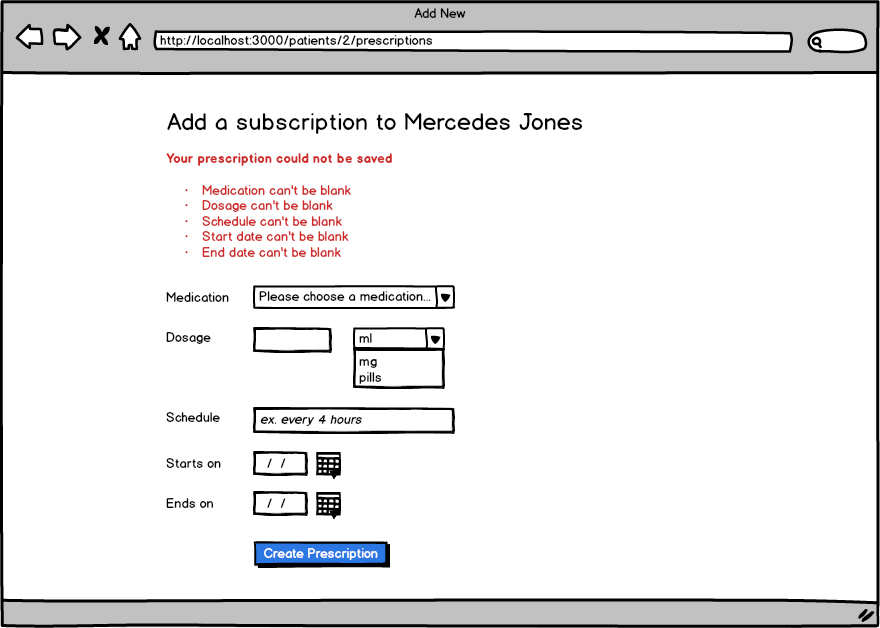 Add New
http://localhost:3000/patients/2/prescriptions
Add a subscription to Mercedes Jones
Your prescription could not be saved
· Medication can't be blank
· Dosage can't be blank
· Schedule can't be blank
· Start date can't be blank
· End date can't be blank
Medication Please choose a medication...
Dosage ml
mg
pills
Schedule ex. every 4 hours
Starts on / /
Ends on / /
Create Prescription